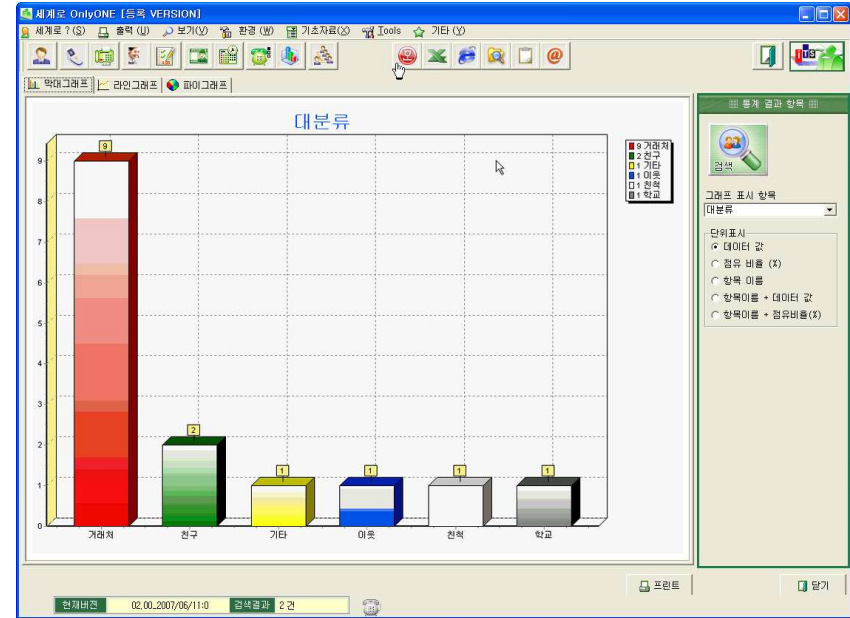 세계로 OnlyONE [등록 VERSION]
세계로 ? (S) 출력 (U) 보기(V) 환경 (W) 기초자료(X) Tools 기타 (Y)
막대그래프 라인그래프 파이그래프
대분류
9
9
8
7
6
5
4
3
2
1
0
2
1
1
1
1
거래처 친구 기타 이웃 친척 학교
9 거래처
2 친구
1 기타
1 이웃
1 친척
1 학교
통계 결과 항목
검색
그래프 표시 항목
대분류
단위표시
데이터 값
점유 비율 (%)
항목 이름
항목이름 + 데이터 값
항목이름 + 점유비율(%)
프린트 닫기
현재버젼 02,00_2007/06/11:0 검색결과 2 건